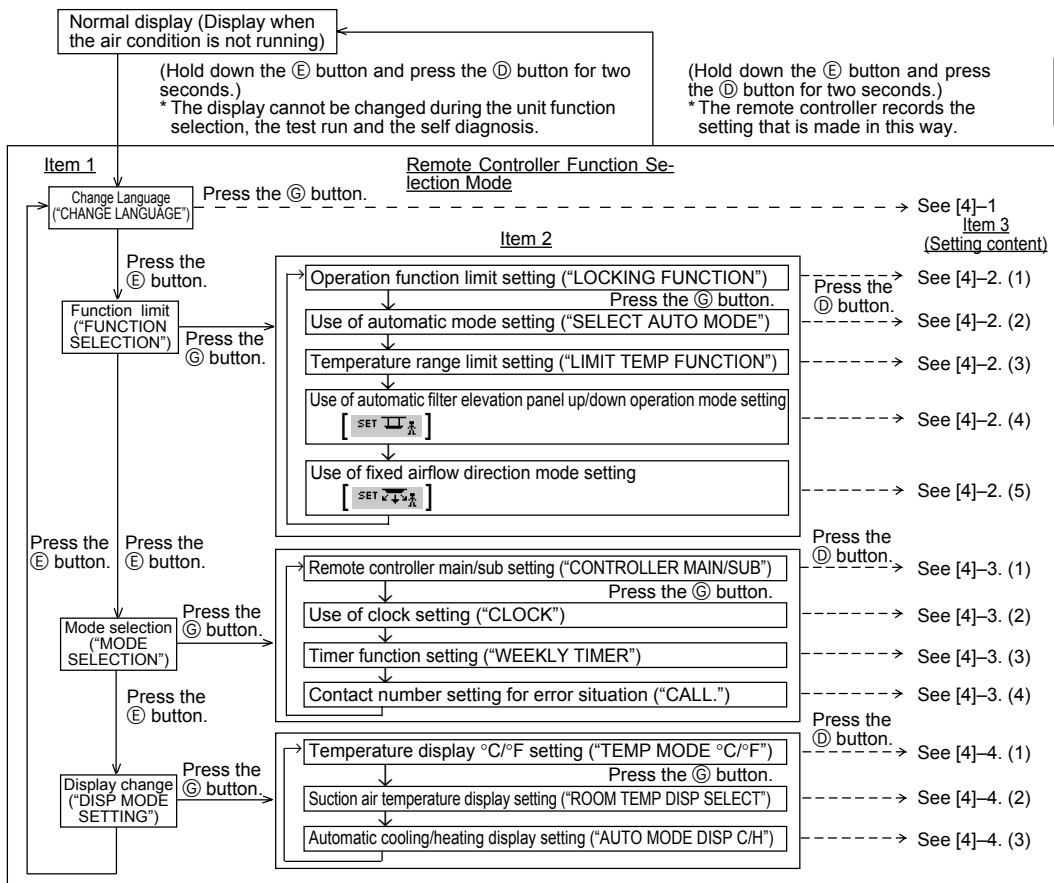 Normal display (Display when
the air condition is not running)
(Hold down the Ⓔ button and press the Ⓓ button for two
seconds.)
* The display cannot be changed during the unit function
selection, the test run and the self diagnosis.
(Hold down the Ⓔ button and press
the Ⓓ button for two seconds.)
* The remote controller records the
setting that is made in this way.
Item 1
Remote Controller Function Se-
lection Mode
Change Language
("CHANGE LANGUAGE")
Press the Ⓖ button.
See [4]–1
Item 3
(Setting content)
Item 2
Press the
Ⓔ button.
Function limit
("FUNCTION
SELECTION")
Press the
Ⓖ button.
Operation function limit setting ("LOCKING FUNCTION")
Press the Ⓖ button.
Press the
Ⓓ button.
See [4]–2. (1)
Use of automatic mode setting ("SELECT AUTO MODE")
See [4]–2. (2)
Temperature range limit setting ("LIMIT TEMP FUNCTION")
See [4]–2. (3)
Use of automatic filter elevation panel up/down operation mode setting
[ SET ]
See [4]–2. (4)
Use of fixed airflow direction mode setting
[ SET ]
See [4]–2. (5)
Press the
Ⓔ button.
Press the
Ⓔ button.
Mode selection
("MODE
SELECTION")
Press the
Ⓖ button.
Remote controller main/sub setting ("CONTROLLER MAIN/SUB")
Press the Ⓖ button.
Press the
Ⓓ button.
See [4]–3. (1)
Use of clock setting ("CLOCK")
See [4]–3. (2)
Timer function setting ("WEEKLY TIMER")
See [4]–3. (3)
Contact number setting for error situation ("CALL.")
See [4]–3. (4)
Press the
Ⓔ button.
Display change
("DISP MODE
SETTING")
Press the
Ⓖ button.
Temperature display °C/°F setting ("TEMP MODE °C/°F")
Press the Ⓖ button.
Press the
Ⓓ button.
See [4]–4. (1)
Suction air temperature display setting ("ROOM TEMP DISP SELECT")
See [4]–4. (2)
Automatic cooling/heating display setting ("AUTO MODE DISP C/H")
See [4]–4. (3)